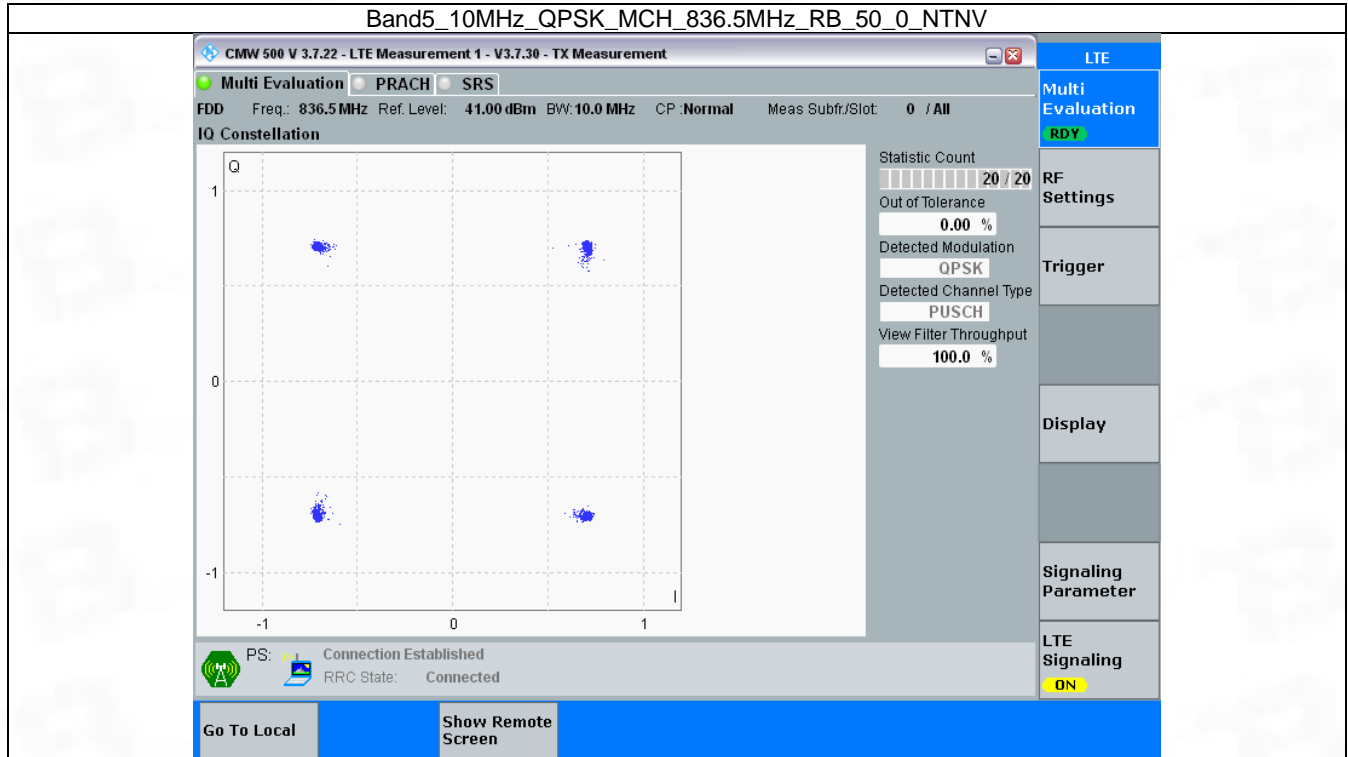 Band5_10MHz_QPSK_MCH_836.5MHz_RB_50_0_NTNV
CMW 500 V 3.7.22 - LTE Measurement 1 - V3.7.30 - TX Measurement
LTE
Multi Evaluation PRACH SRS
Multi
Evaluation
RDY
FDD Freq.: 836.5 MHz Ref. Level: 41.00 dBm BW: 10.0 MHz CP :Normal Meas Subfr./Slot: 0 / All
IQ Constellation
Q
1
0
-1
I
-1 0 1
Statistic Count
20 / 20
Out of Tolerance
0.00 %
Detected Modulation
QPSK
Detected Channel Type
PUSCH
View Filter Throughput
100.0 %
RF
Settings
Trigger
Display
Signaling
Parameter
LTE
Signaling
ON
PS: Connection Established
RRC State: Connected
Go To Local
Show Remote
Screen